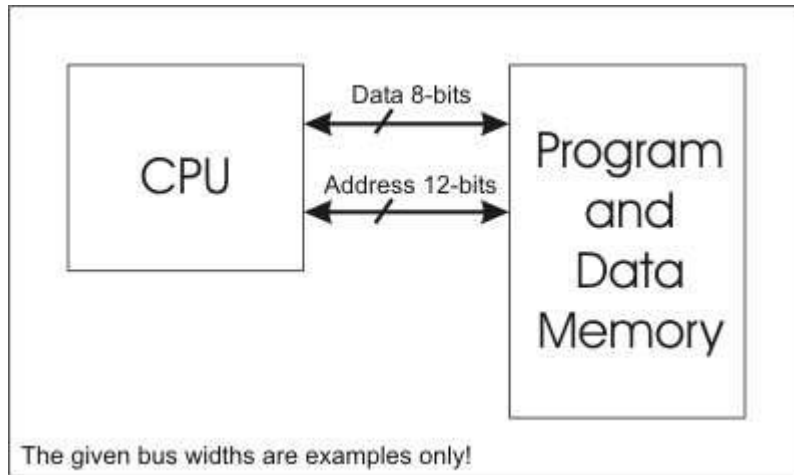 CPU
Data 8-bits
Address 12-bits
Program
and
Data
Memory
The given bus widths are examples only!